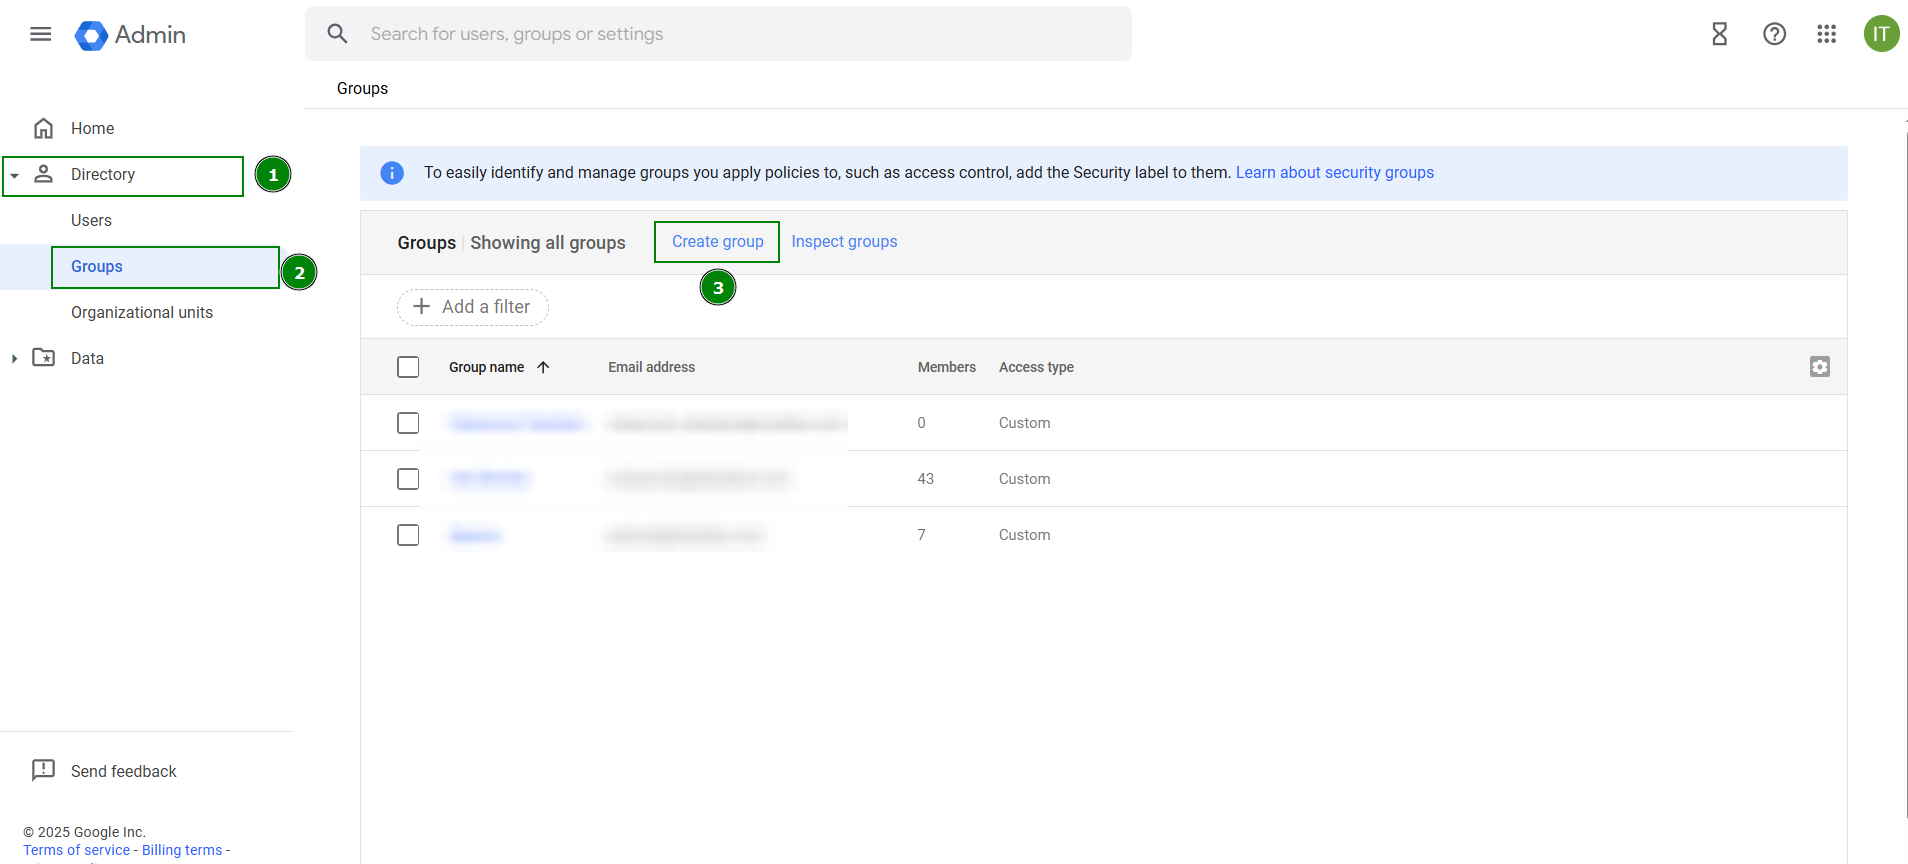 Admin
Search for users, groups or settings
IT
Groups
Home
Directory
1
Users
Groups
2
Organizational units
Data
To easily identify and manage groups you apply policies to, such as access control, add the Security label to them. Learn about security groups
Groups | Showing all groups Create group Inspect groups
3
Add a filter
Group name Email address Members Access type
0 Custom
43 Custom
7 Custom
Send feedback
© 2025 Google Inc.
Terms of service - Billing terms -